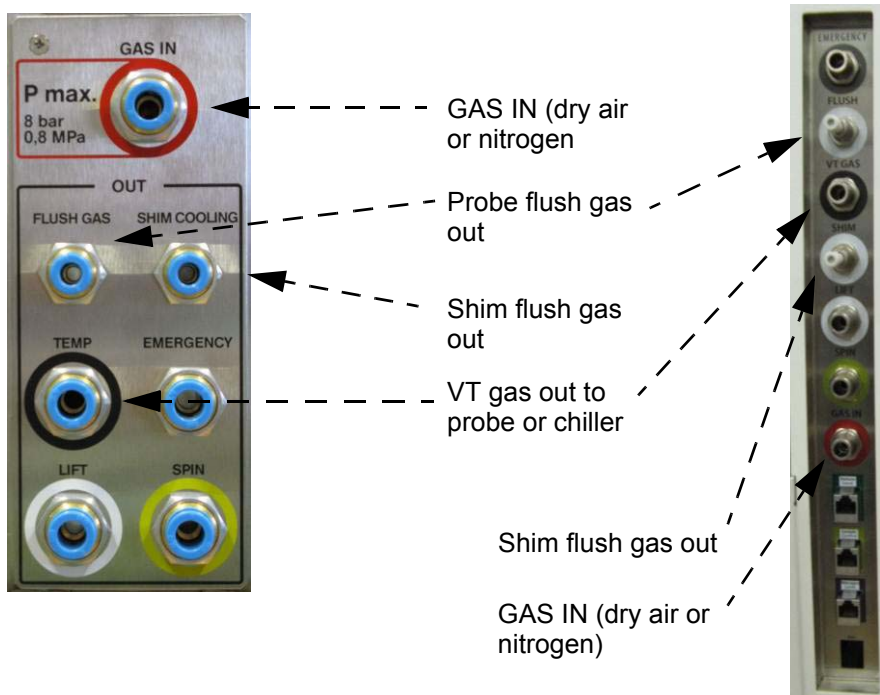 GAS IN
P max.
8 bar
0,8 MPa
OUT
FLUSH GAS SHIM COOLING
TEMP EMERGENCY
LIFT SPIN
GAS IN (dry air
or nitrogen
Probe flush gas
out
Shim flush gas
out
VT gas out to
probe or chiller
Shim flush gas out
GAS IN (dry air or
nitrogen)
EMERGENCY
FLUSH
VT GAS
SHIM
LIFT
SPIN
GAS IN